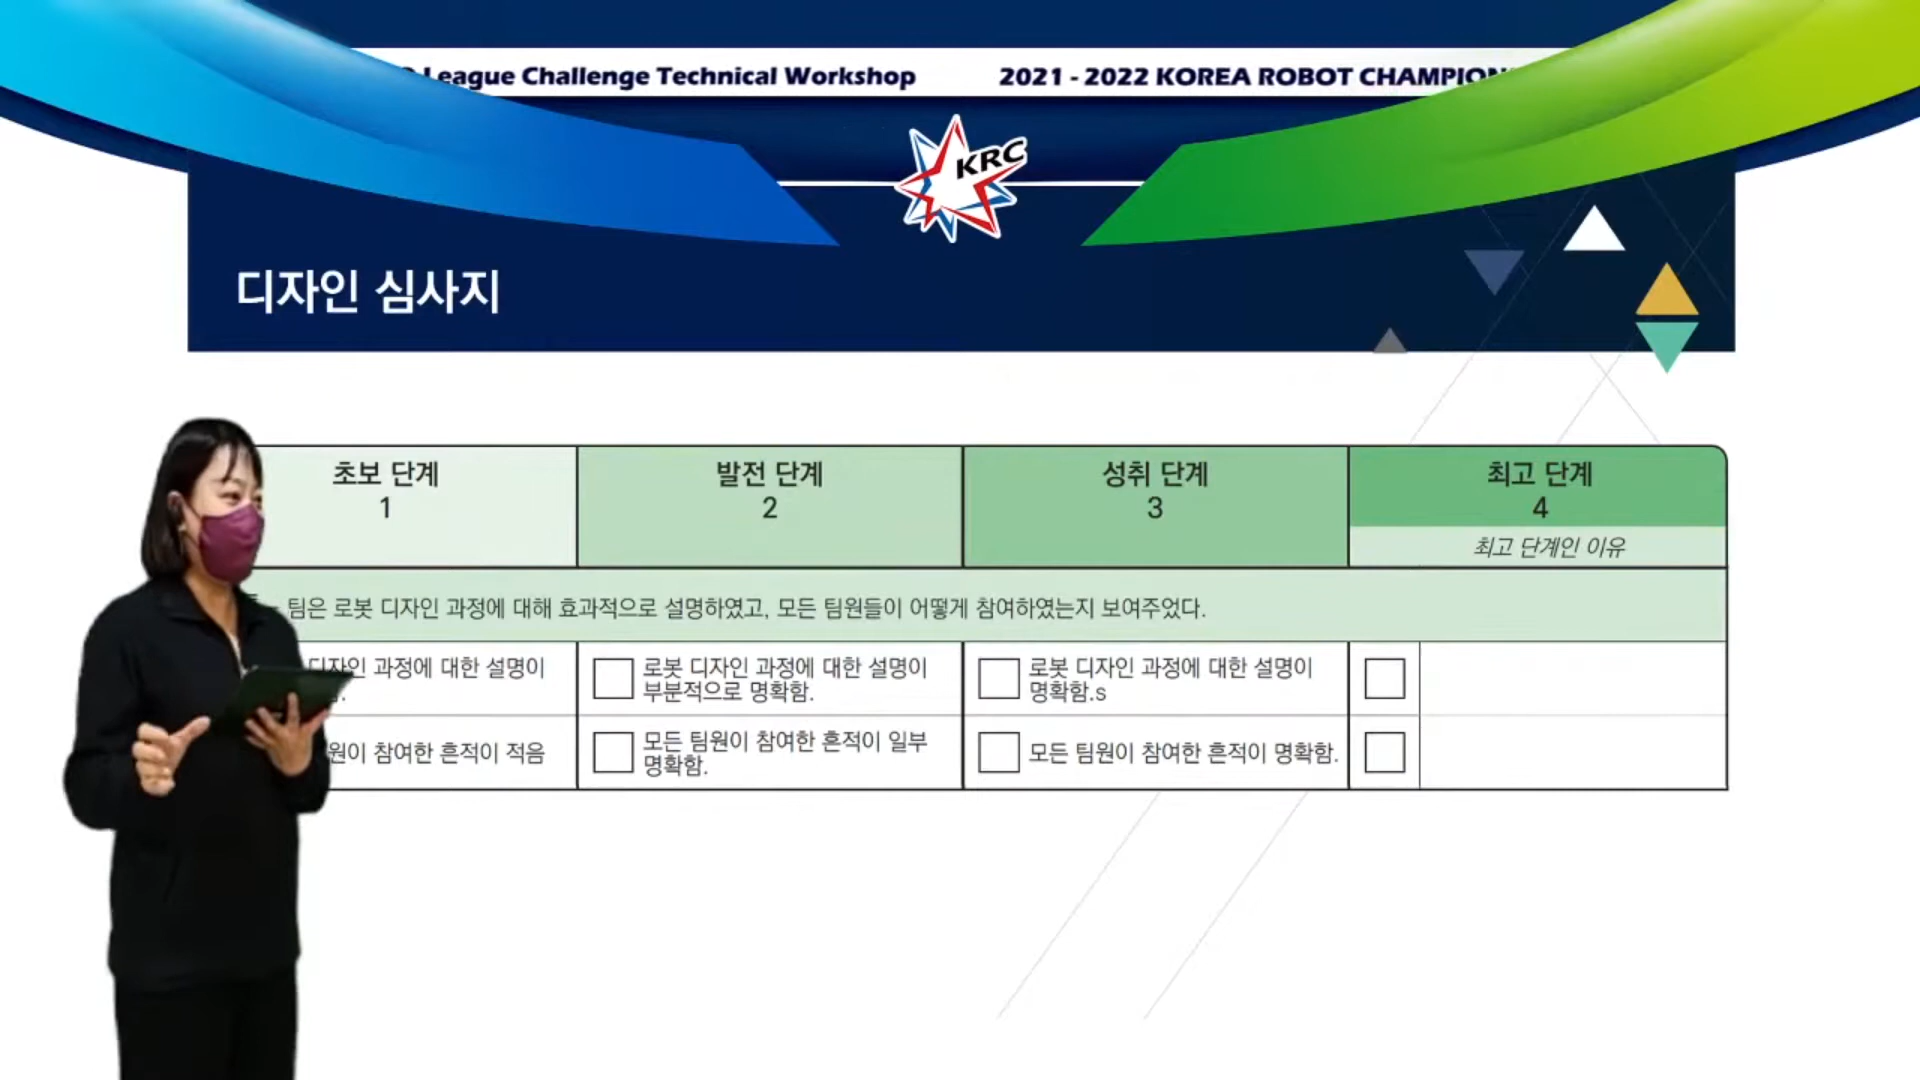 League Challenge Technical Workshop
2021 - 2022 KOREA ROBOT
KRC
디자인 심사지
초보 단계
1
발전 단계
2
성취 단계
3
최고 단계
4
최고 단계인 이유
팀은 로봇 디자인 과정에 대해 효과적으로 설명하였고, 모든 팀원들이 어떻게 참여하였는지 보여주었다.
디자인 과정에 대한 설명이
로봇 디자인 과정에 대한 설명이
부분적으로 명확함.
로봇 디자인 과정에 대한 설명이
명확함.s
참여한 흔적이 적음
모든 팀원이 참여한 흔적이 일부
명확함.
모든 팀원이 참여한 흔적이 명확함.